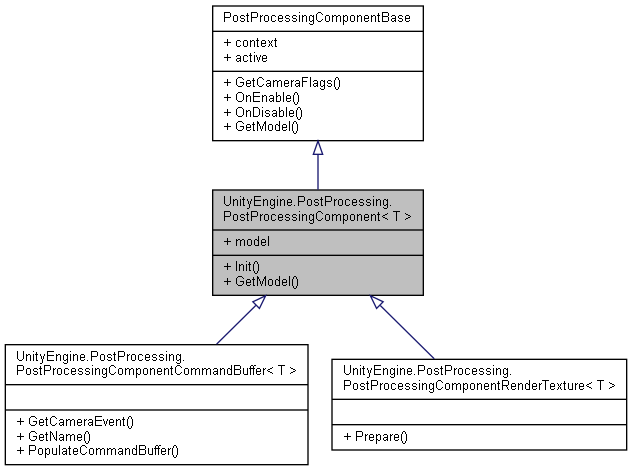 PostProcessingComponentBase
+ context
+ active
+ GetCameraFlags()
+ OnEnable()
+ OnDisable()
+ GetModel()
UnityEngine.PostProcessing.
PostProcessingComponent< T >
+ model
+ Init()
+ GetModel()
UnityEngine.PostProcessing.
PostProcessingComponentCommandBuffer< T >
+ GetCameraEvent()
+ GetName()
+ PopulateCommandBuffer()
UnityEngine.PostProcessing.
PostProcessingComponentRenderTexture< T >
+ Prepare()